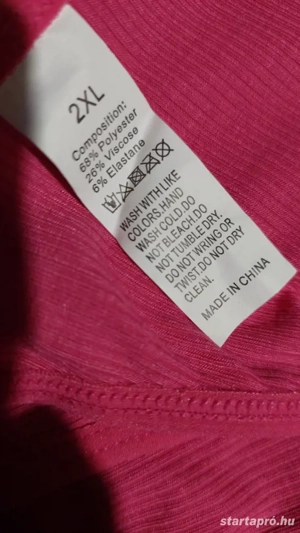 2XL
Composition:
68% Polyester
26% Viscose
6% Elastane
WASH WITH LIKE
COLORS.HAND
WASH COLD.DO
NOT BLEACH.DO
NOT TUMBLE DRY.
DO NOT WRING OR
TWIST.DO NOT DRY
CLEAN.
MADE IN CHINA
startapró.hu